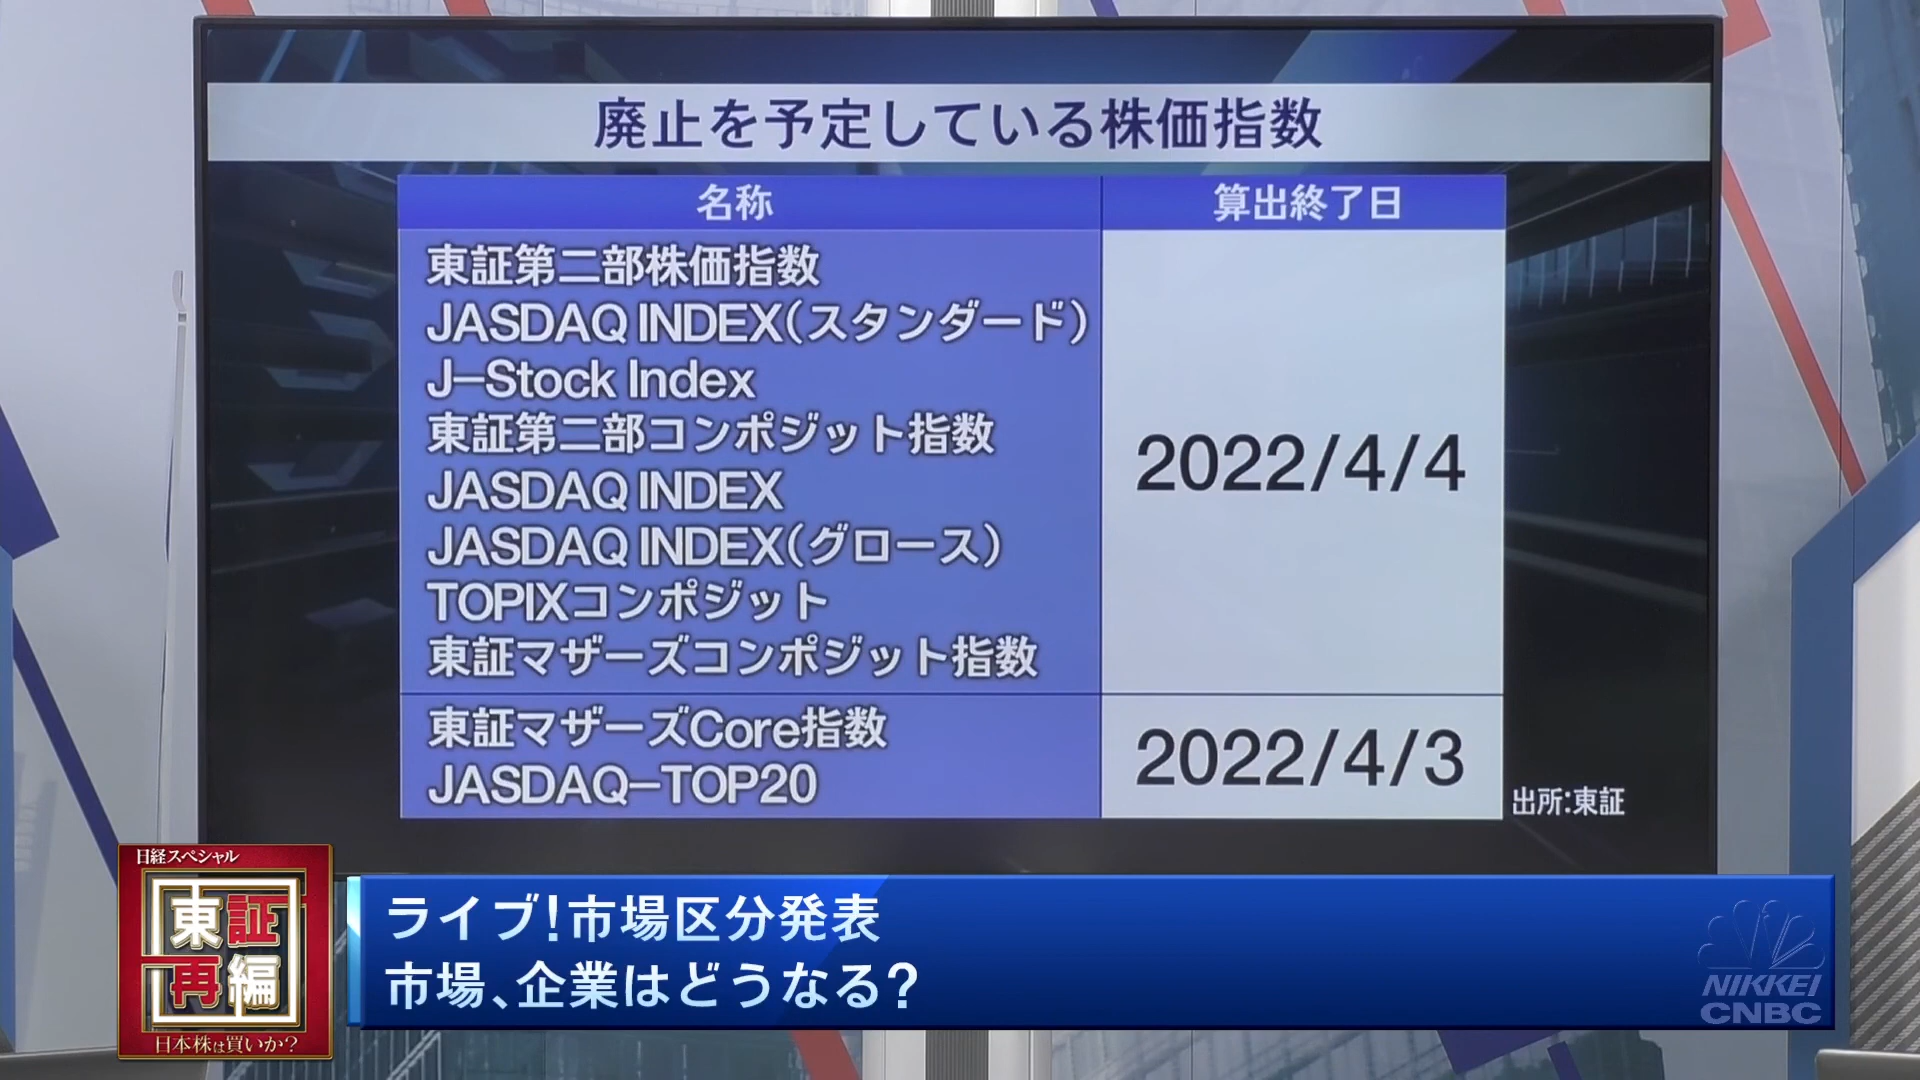 廃止を予定している株価指数
名称
算出終了日
東証第二部株価指数
JASDAQ INDEX(スタンダード)
J-Stock Index
東証第二部コンポジット指数
JASDAQ INDEX
JASDAQ INDEX(グロース)
TOPIXコンポジット
東証マザーズコンポジット指数
2022/4/4
東証マザーズCore指数
JASDAQ-TOP20
2022/4/3
出所:東証
日経スペシャル
東証
再編
日本株は買いか?
ライブ!市場区分発表
市場、企業はどうなる?
NIKKEI
CNBC